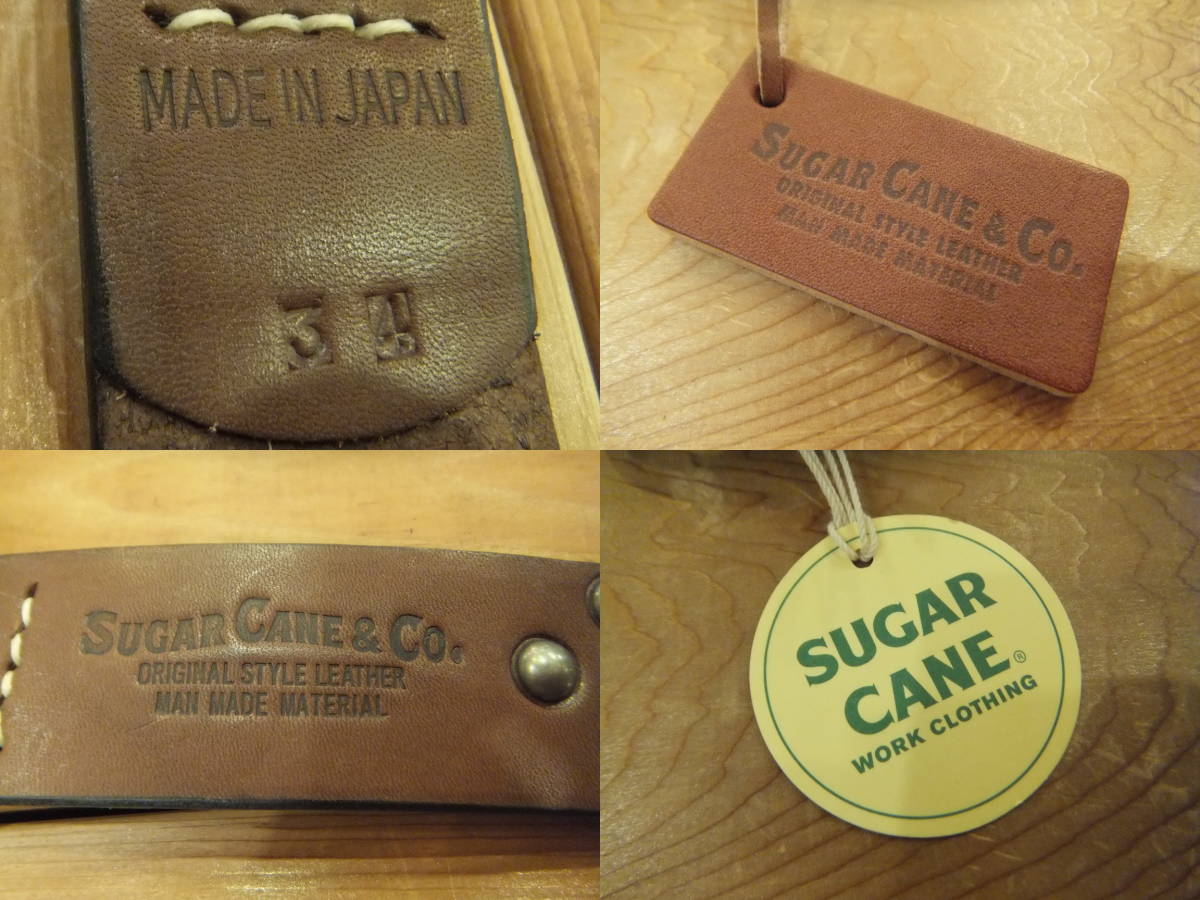 MADE IN JAPAN
34
SUGAR CANE & CO.
ORIGINAL STYLE LEATHER
MAN MADE MATERIAL
SUGAR CANE & CO.
ORIGINAL STYLE LEATHER
MAN MADE MATERIAL
SUGAR
CANE®
WORK CLOTHING